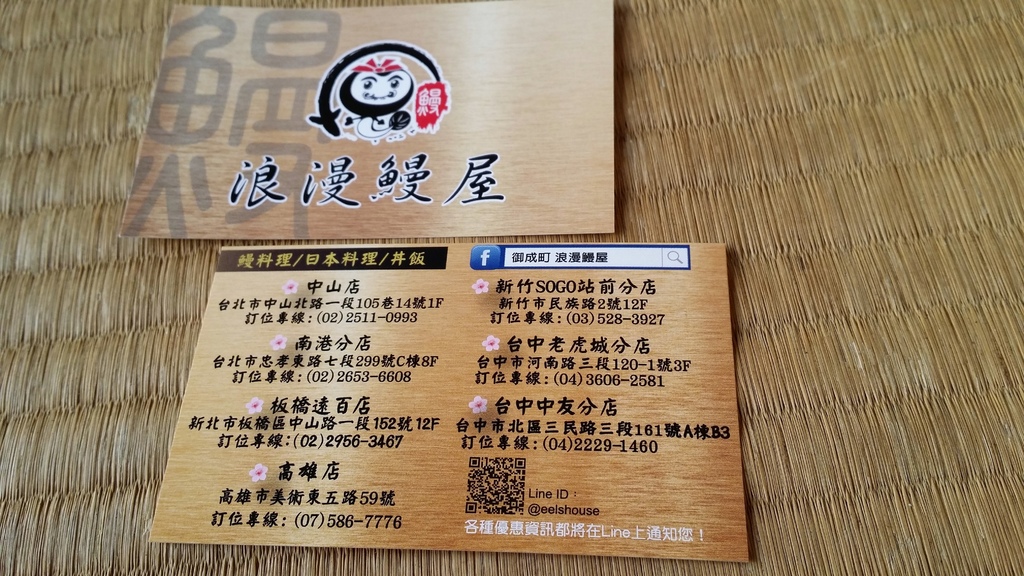 鰻
鰻
浪漫鰻屋
鰻料理/日本料理/丼飯
中山店
台北市中山北路一段105巷14號1F
訂位專線:(02)2511-0993
南港分店
台北市忠孝東路七段299號C棟8F
訂位專線:(02)2653-6608
板橋遠百店
新北市板橋區中山路一段152號12F
訂位專線:(02)2956-3467
高雄店
高雄市美術東五路59號
訂位專線:(07)586-7776
f 御成町 浪漫鰻屋
新竹SOGO站前分店
新竹市民族路2號12F
訂位專線:(03)528-3927
台中老虎城分店
台中市河南路三段120-1號3F
訂位專線:(04)3606-2581
台中中友分店
台中市北區三民路三段161號A棟B3
訂位專線:(04)2229-1460
Line ID:
@eelshouse
各種優惠資訊都將在Line上通知您!